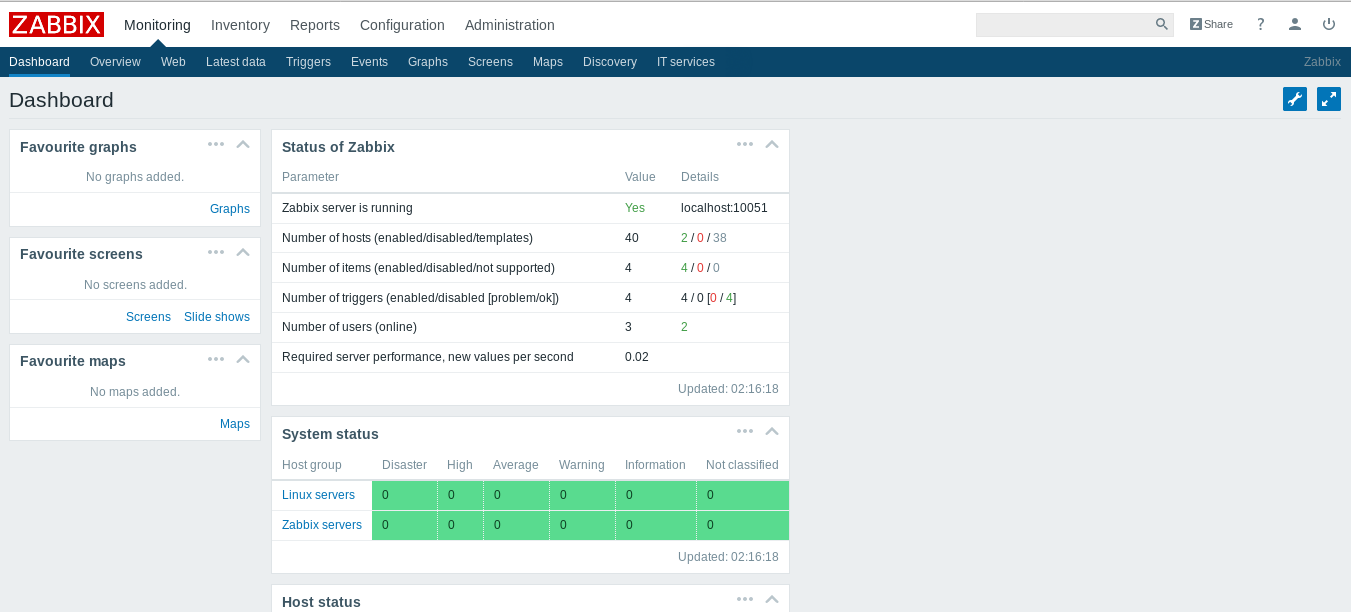 ZABBIX Monitoring Inventory Reports Configuration Administration Z Share ?
Dashboard Overview Web Latest data Triggers Events Graphs Screens Maps Discovery IT services Zabbix
Dashboard
Favourite graphs
No graphs added.
Graphs
Favourite screens
No screens added.
Screens Slide shows
Favourite maps
No maps added.
Maps
Status of Zabbix
Parameter Value Details
Zabbix server is running Yes localhost:10051
Number of hosts (enabled/disabled/templates) 40 2 / 0 / 38
Number of items (enabled/disabled/not supported) 4 4 / 0 / 0
Number of triggers (enabled/disabled [problem/ok]) 4 4 / 0 [0 / 4]
Number of users (online) 3 2
Required server performance, new values per second 0.02
Updated: 02:16:18
System status
Host group Disaster High Average Warning Information Not classified
Linux servers 0 0 0 0 0 0
Zabbix servers 0 0 0 0 0 0
Updated: 02:16:18
Host status